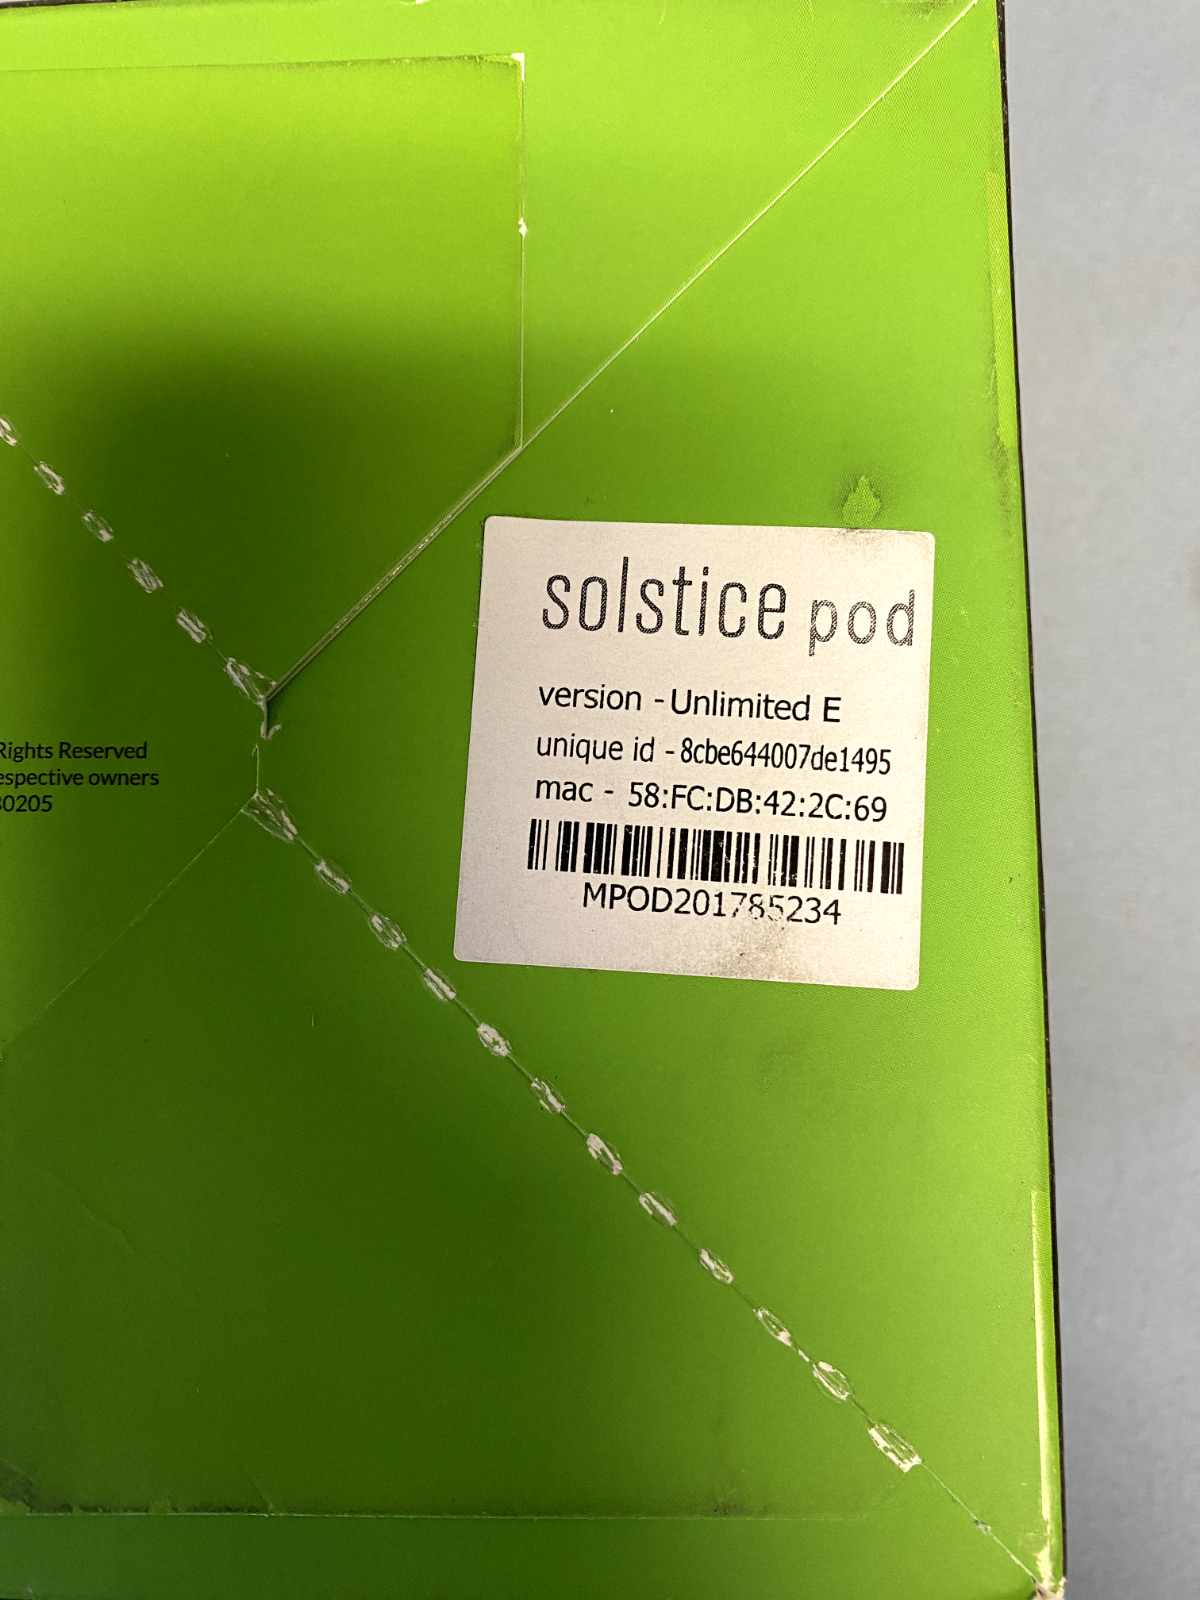 solstice pod
version - Unlimited E
unique id - 8cbe644007de1495
mac - 58:FC:DB:42:2C:69
MPOD201785234
Rights Reserved
espective owners
30205